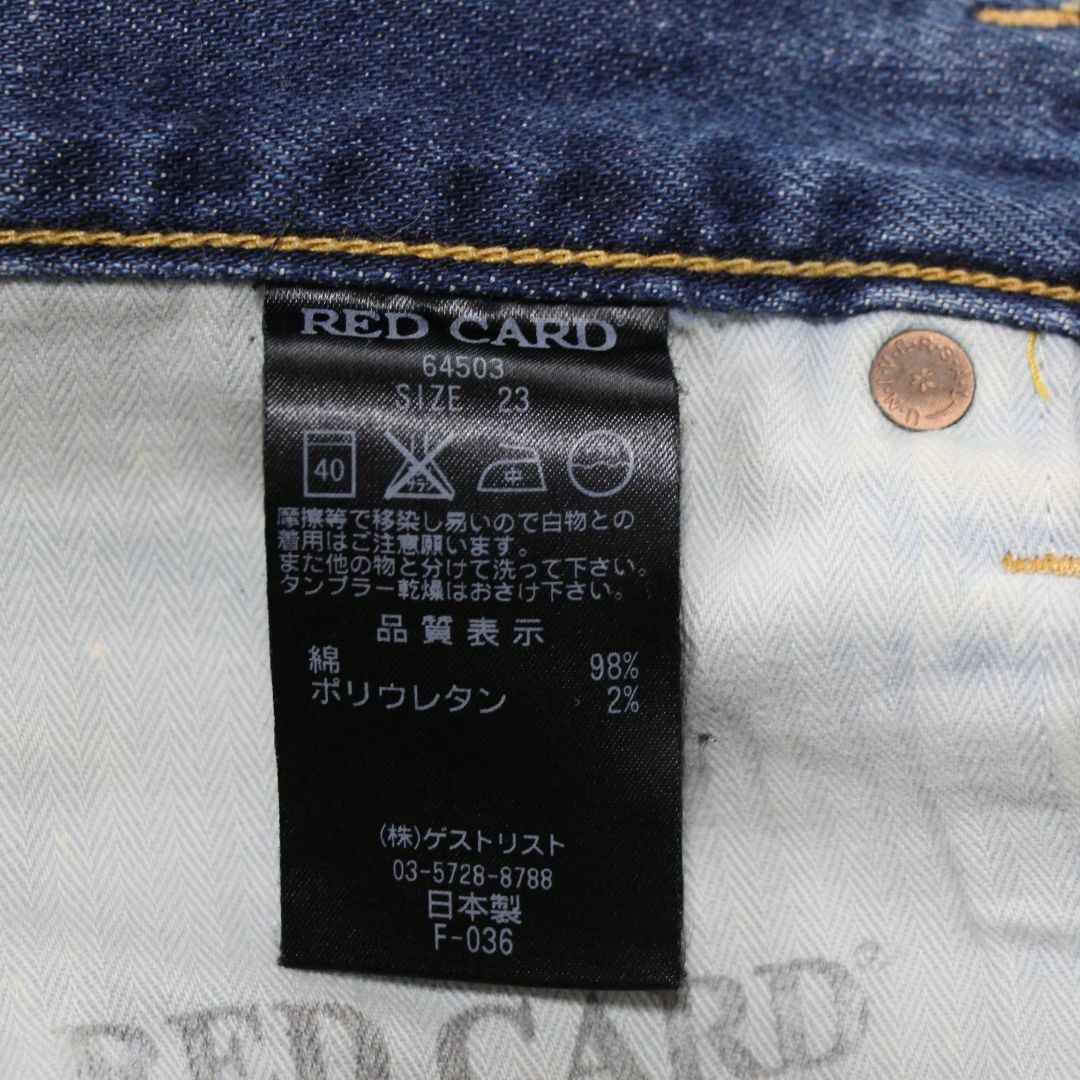 RED CARD
64503
SIZE 23
40
中
摩擦等で移染し易いので白物との
着用はご注意願います。
また他の物と分けて洗って下さい。
タンブラー乾燥はおさけ下さい。
品質表示
綿 98%
ポリウレタン 2%
(株)ゲストリスト
03-5728-8788
日本製
F-036
U·N·I·V·E·R·S·A·L
RED CARD